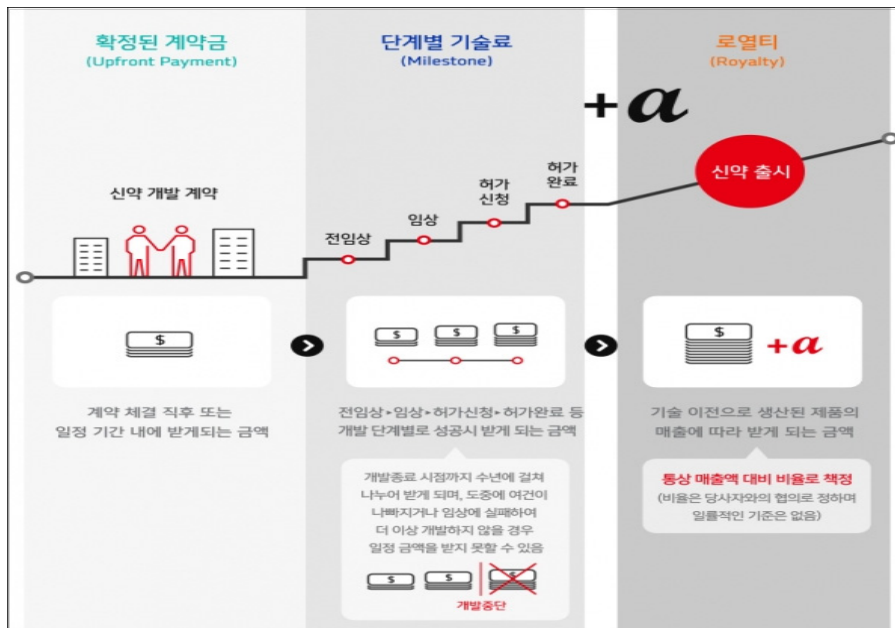 확정된 계약금
(Upfront Payment)
단계별 기술료
(Milestone)
로열티
(Royalty)
+α
신약 개발 계약
전임상
임상
허가
신청
허가
완료
신약 출시
$
$ $ $
$ +α
계약 체결 직후 또는
일정 기간 내에 받게되는 금액
전임상▸임상▸허가신청▸허가완료 등
개발 단계별로 성공시 받게 되는 금액
기술 이전으로 생산된 제품의
매출에 따라 받게 되는 금액
개발종료 시점까지 수년에 걸쳐
나누어 받게 되며, 도중에 여건이
나빠지거나 임상에 실패하여
더 이상 개발하지 않을 경우
일정 금액을 받지 못할 수 있음
$ $ $
개발중단
통상 매출액 대비 비율로 책정
(비율은 당사자와의 협의로 정하며
일률적인 기준은 없음)